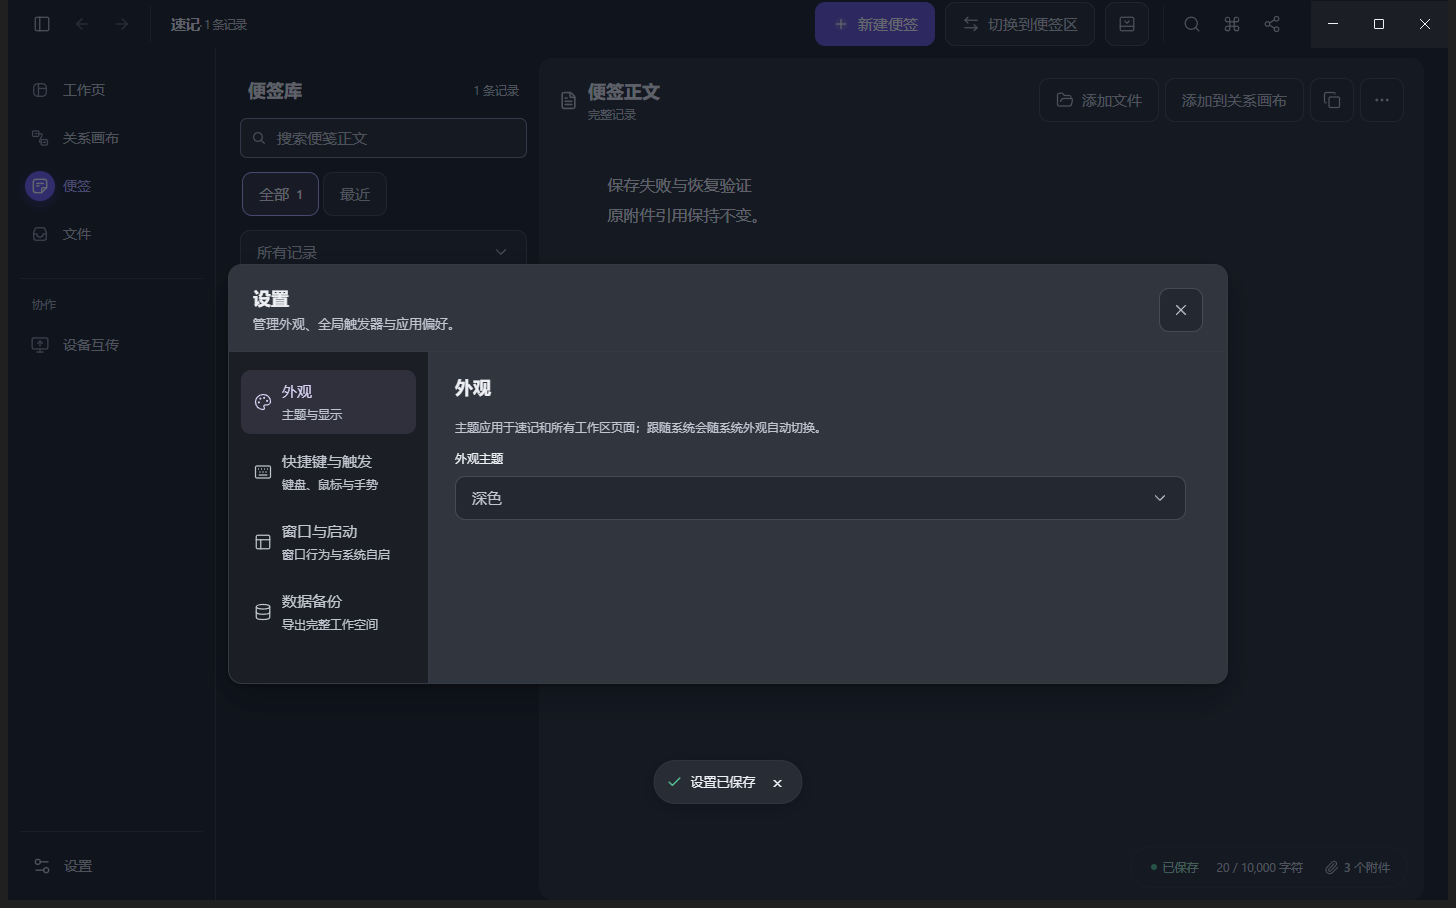 速记 1 条记录
新建便签
切换到便签区
工作页
关系画布
便签
文件
协作
设备互传
设置
便签库
1 条记录
搜索便笺正文
全部 1
最近
所有记录
便签正文
完整记录
添加文件
添加到关系画布
保存失败与恢复验证
原附件引用保持不变。
设置
管理外观、全局触发器与应用偏好。
外观
主题与显示
快捷键与触发
键盘、鼠标与手势
窗口与启动
窗口行为与系统自启
数据备份
导出完整工作空间
外观
主题应用于速记和所有工作区页面；跟随系统会随系统外观自动切换。
外观主题
深色
设置已保存
已保存
20 / 10,000 字符
3 个附件